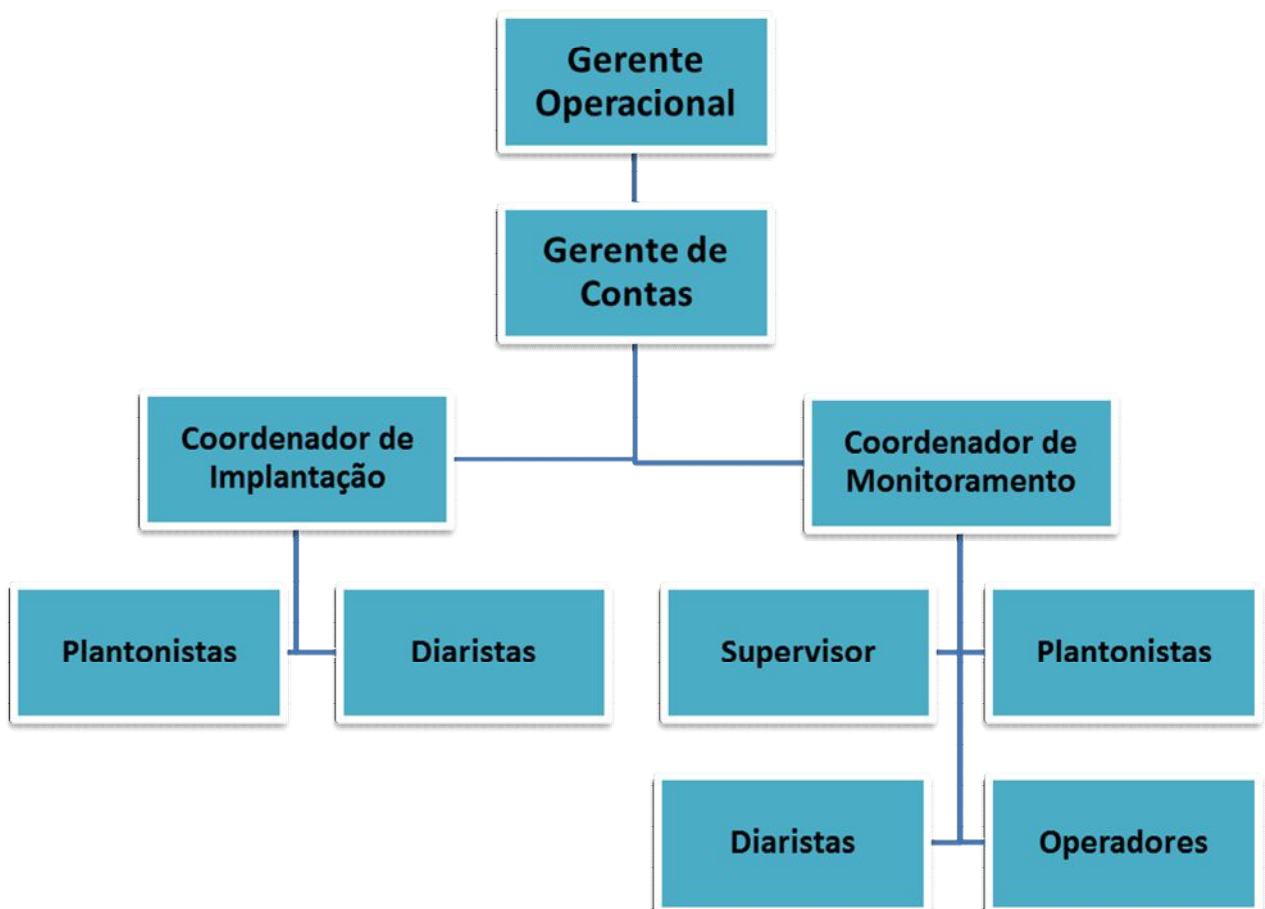 Gerente
Operacional
Gerente de
Contas
Coordenador de
Implantação
Coordenador de
Monitoramento
Plantonistas
Diaristas
Supervisor
Plantonistas
Diaristas
Operadores